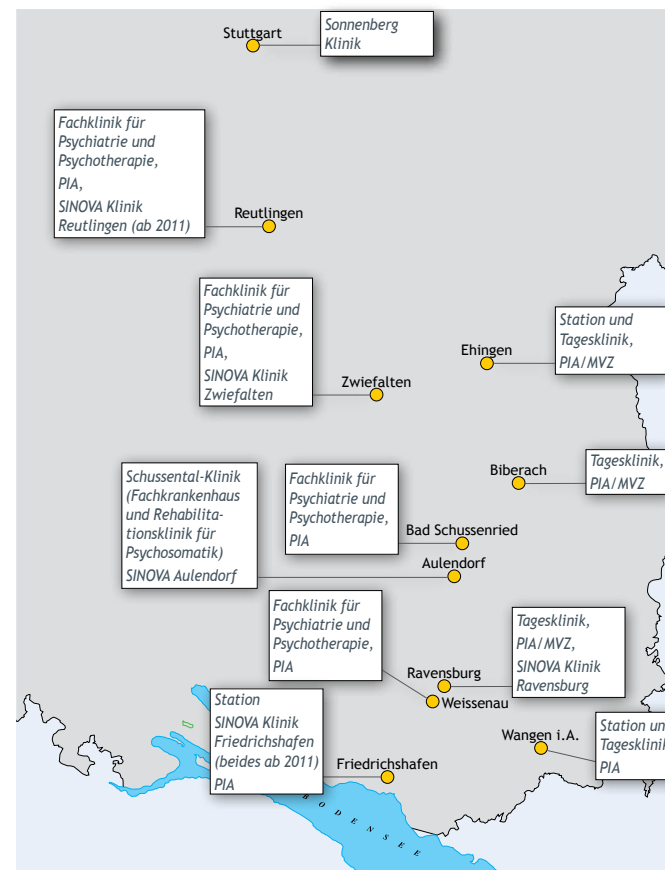 Stuttgart
Sonnenberg
Klinik
Fachklinik für
Psychiatrie und
Psychotherapie,
PIA,
SINOVA Klinik
Reutlingen (ab 2011)
Reutlingen
Fachklinik für
Psychiatrie und
Psychotherapie,
PIA,
SINOVA Klinik
Zwiefalten
Zwiefalten
Ehingen
Station und
Tagesklinik,
PIA/MVZ
Biberach
Tagesklinik,
PIA/MVZ
Schussental-Klinik
(Fachkrankenhaus
und Rehabilita-
tionsklinik für
Psychosomatik)
SINOVA Aulendorf
Fachklinik für
Psychiatrie und
Psychotherapie,
PIA
Bad Schussenried
Aulendorf
Fachklinik für
Psychiatrie und
Psychotherapie,
PIA
Tagesklinik,
PIA/MVZ,
SINOVA Klinik
Ravensburg
Ravensburg
Weissenau
Station
SINOVA Klinik
Friedrichshafen
(beides ab 2011)
PIA
Friedrichshafen
Wangen i.A.
Station un
Tagesklinik
PIA
BODENSEE